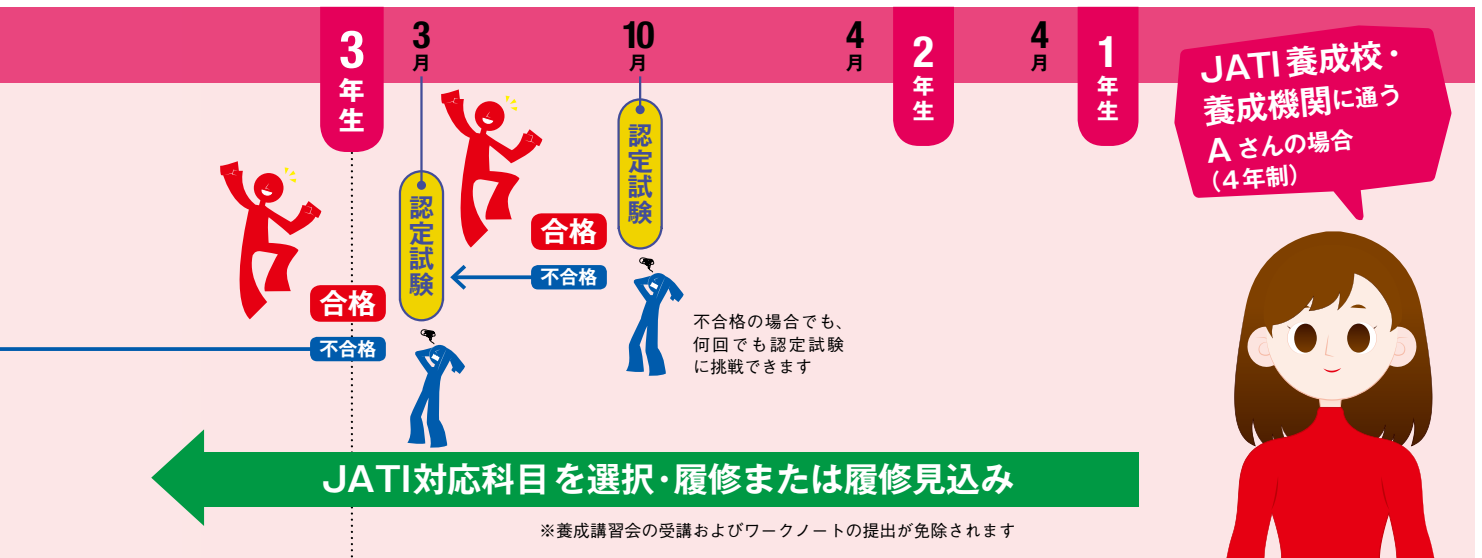 JATI 養成校・
養成機関に通う
A さんの場合
(4年制)
1年生
4月
2年生
4月
10月
認定試験
合格
不合格
不合格の場合でも、
何回でも認定試験
に挑戦できます
3月
認定試験
3年生
合格
不合格
JATI対応科目を選択・履修または履修見込み
※養成講習会の受講およびワークノートの提出が免除されます